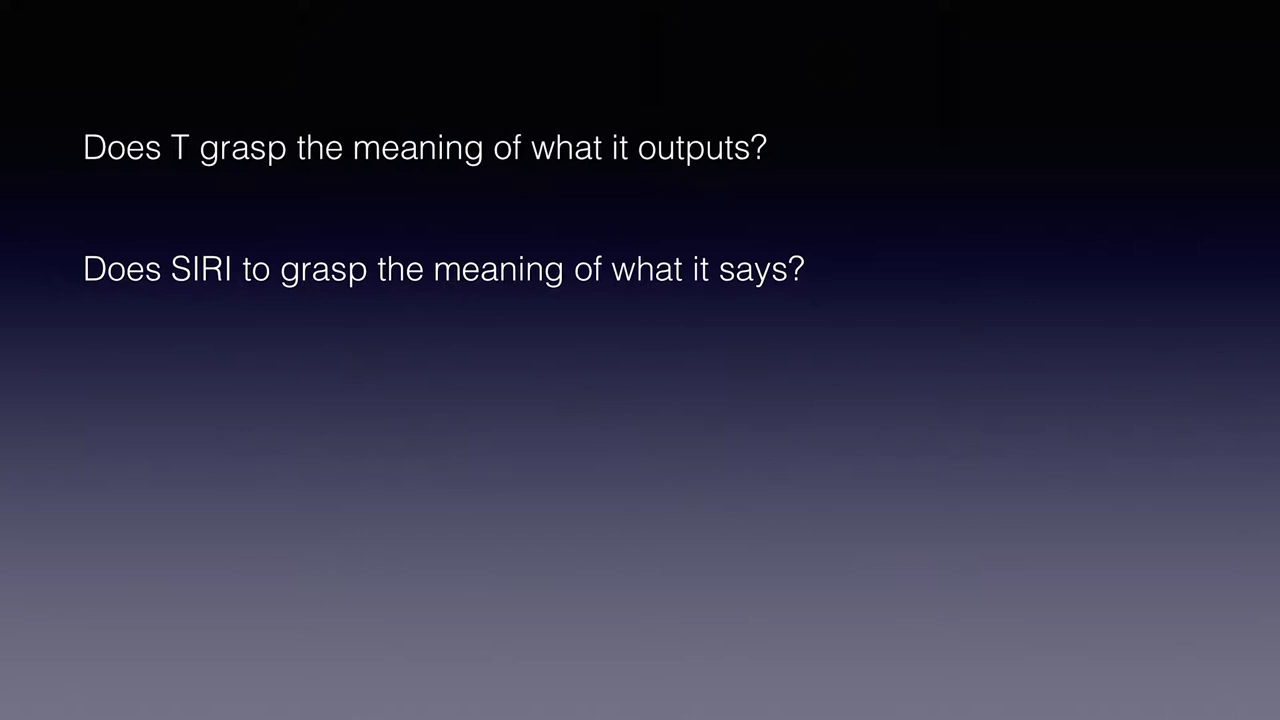 Does T grasp the meaning of what it outputs?
Does SIRI to grasp the meaning of what it says?